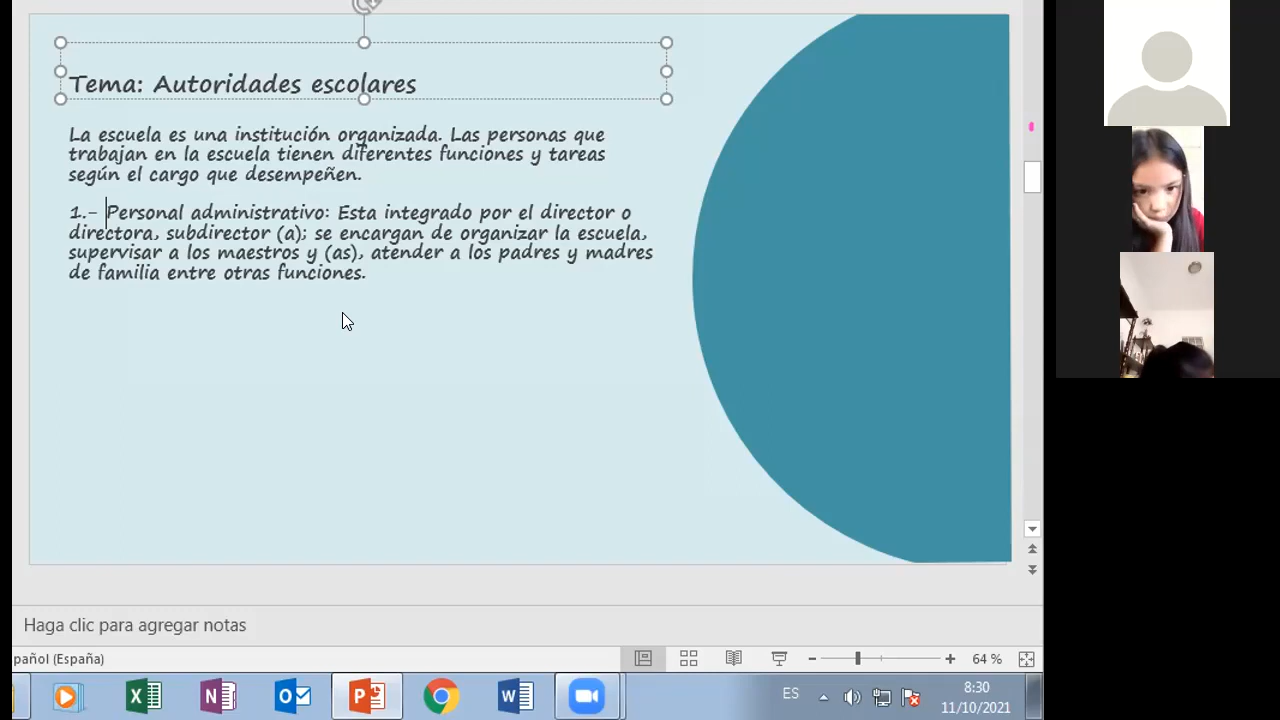 Tema: Autoridades escolares
La escuela es una institución organizada. Las personas que
trabajan en la escuela tienen diferentes funciones y tareas
según el cargo que desempeñen.
1.- Personal administrativo: Esta integrado por el director o
directora, subdirector (a); se encargan de organizar la escuela,
supervisar a los maestros y (as), atender a los padres y madres
de familia entre otras funciones.
Haga clic para agregar notas
pañol (España)
64 %
ES
8:30
11/10/2021